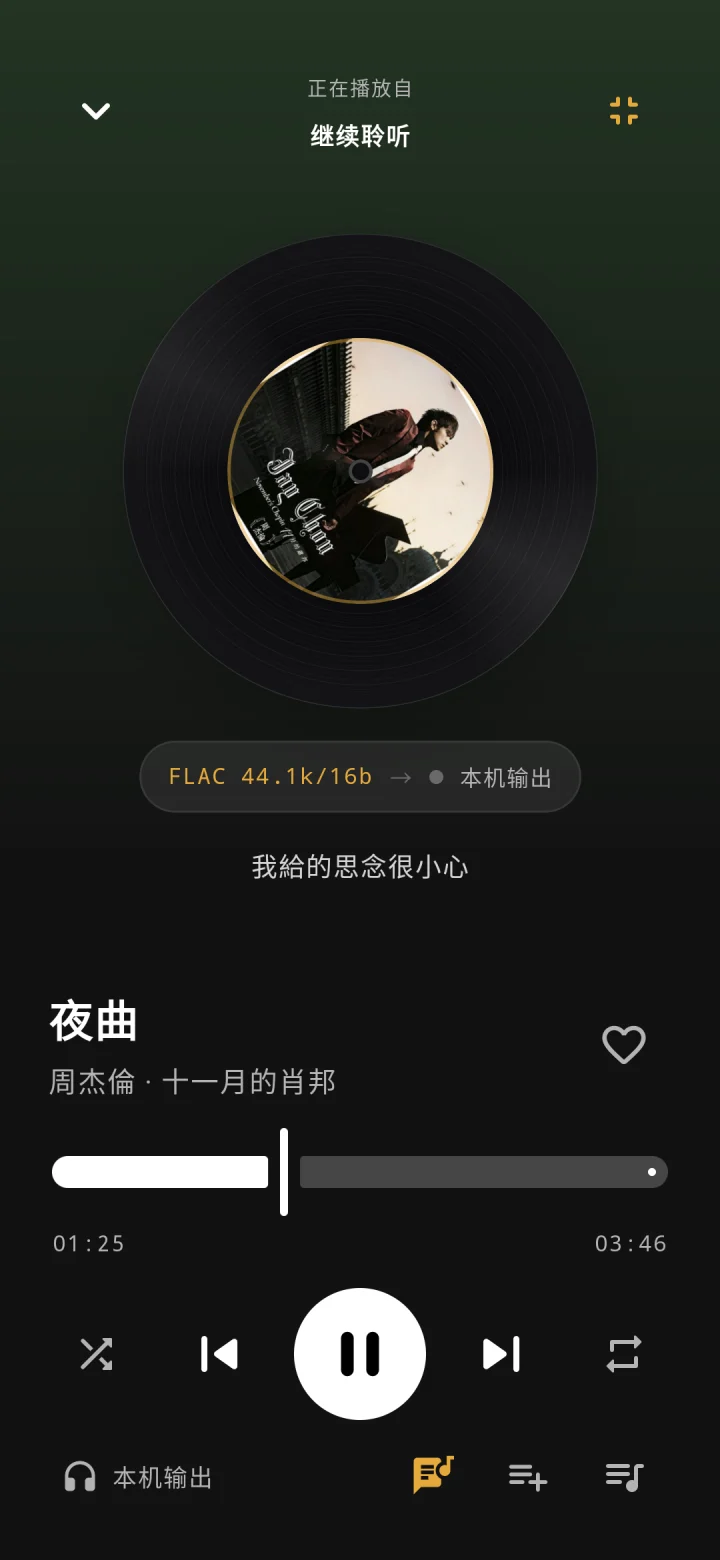 正在播放自
继续聆听
Jay Chou
November's Chopin
FLAC 44.1k/16b → 本机输出
我給的思念很小心
夜曲
周杰倫 · 十一月的肖邦
01:25
03:46
本机输出